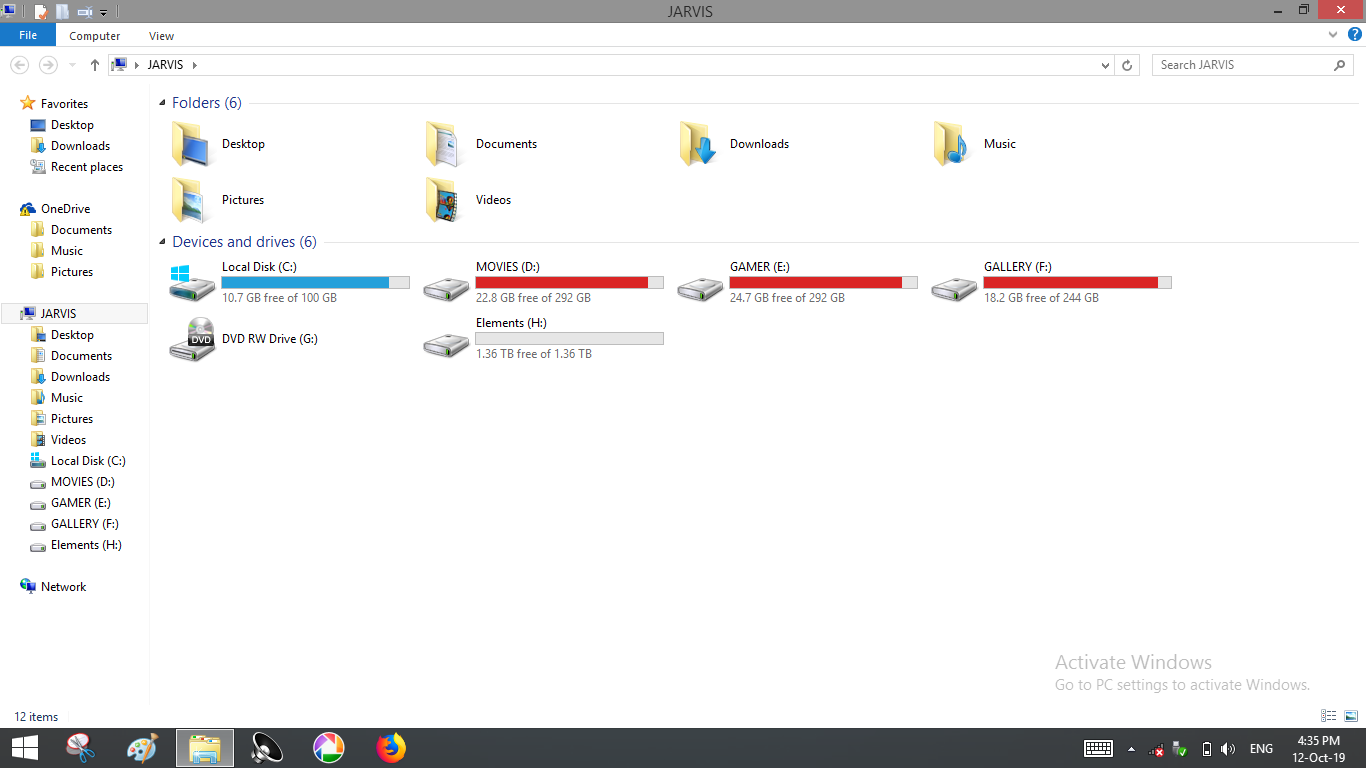 JARVIS
File Computer View
JARVIS
Search JARVIS
Favorites
Desktop
Downloads
Recent places
OneDrive
Documents
Music
Pictures
JARVIS
Desktop
Documents
Downloads
Music
Pictures
Videos
Local Disk (C:)
MOVIES (D:)
GAMER (E:)
GALLERY (F:)
Elements (H:)
Network
Folders (6)
Desktop
Documents
Downloads
Music
Pictures
Videos
Devices and drives (6)
Local Disk (C:)
10.7 GB free of 100 GB
MOVIES (D:)
22.8 GB free of 292 GB
GAMER (E:)
24.7 GB free of 292 GB
GALLERY (F:)
18.2 GB free of 244 GB
DVD
DVD RW Drive (G:)
Elements (H:)
1.36 TB free of 1.36 TB
Activate Windows
Go to PC settings to activate Windows.
12 items
ENG
4:35 PM
12-Oct-19